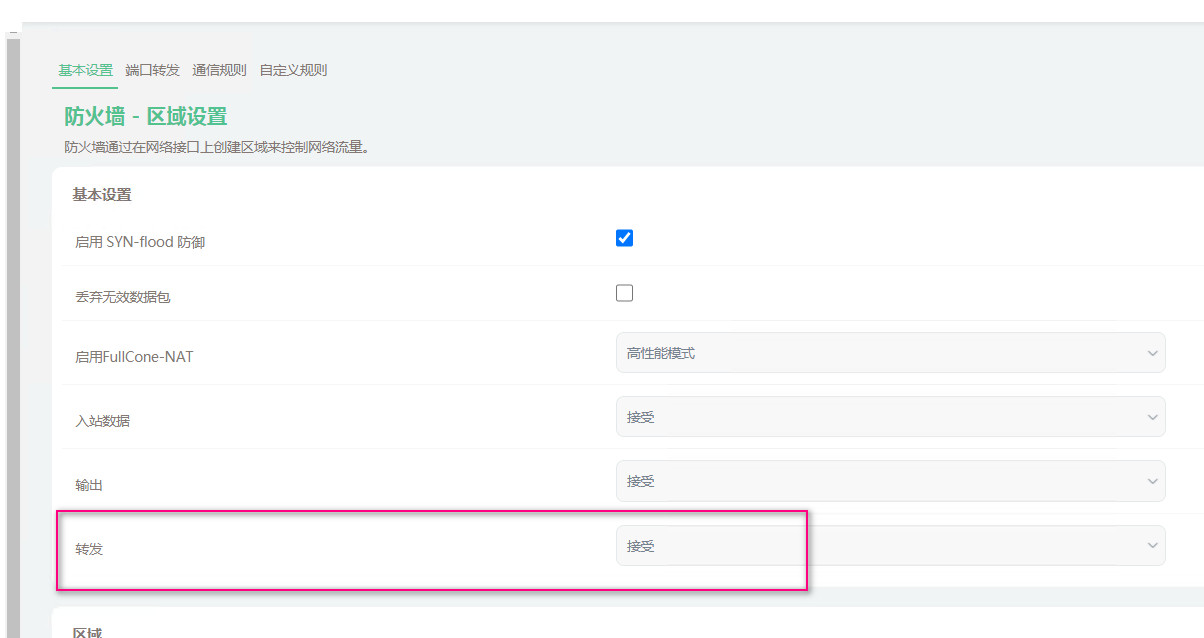 基本设置 端口转发 通信规则 自定义规则
防火墙 - 区域设置
防火墙通过在网络接口上创建区域来控制网络流量。
基本设置
启用 SYN-flood 防御
丢弃无效数据包
启用FullCone-NAT 高性能模式
入站数据 接受
输出 接受
转发 接受
区域